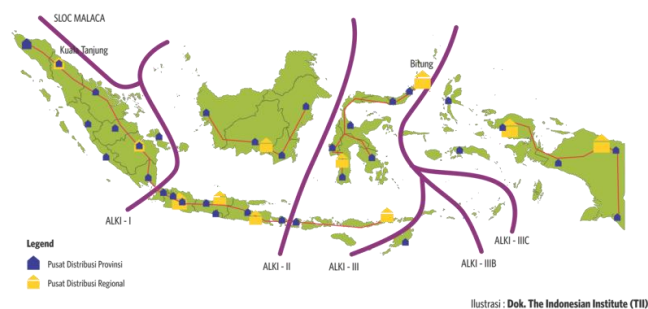 SLOC MALACA
Kuala Tanjung
Bitung
ALKI - I
ALKI - II
ALKI - III
ALKI - IIIB
ALKI - IIIC
Legend
Pusat Distribusi Provinsi
Pusat Distribusi Regional
Ilustrasi : Dok. The Indonesian Institute (TII)